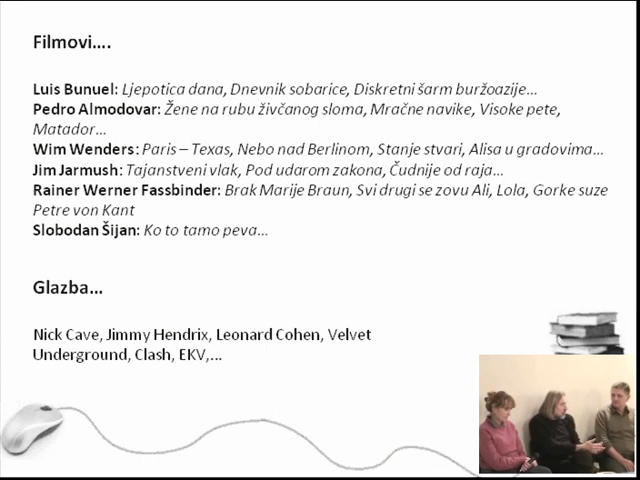 Filmovi....
Luis Bunuel: Ljepotica dana, Dnevnik sobarice, Diskretni šarm buržoazije...
Pedro Almodovar: Žene na rubu živčanog sloma, Mračne navike, Visoke pete,
Matador...
Wim Wenders: Paris – Texas, Nebo nad Berlinom, Stanje stvari, Alisa u gradovima...
Jim Jarmush: Tajanstveni vlak, Pod udarom zakona, Čudnije od raja...
Rainer Werner Fassbinder: Brak Marije Braun, Svi drugi se zovu Ali, Lola, Gorke suze
Petre von Kant
Slobodan Šijan: Ko to tamo peva...
Glazba...
Nick Cave, Jimmy Hendrix, Leonard Cohen, Velvet
Underground, Clash, EKV,...